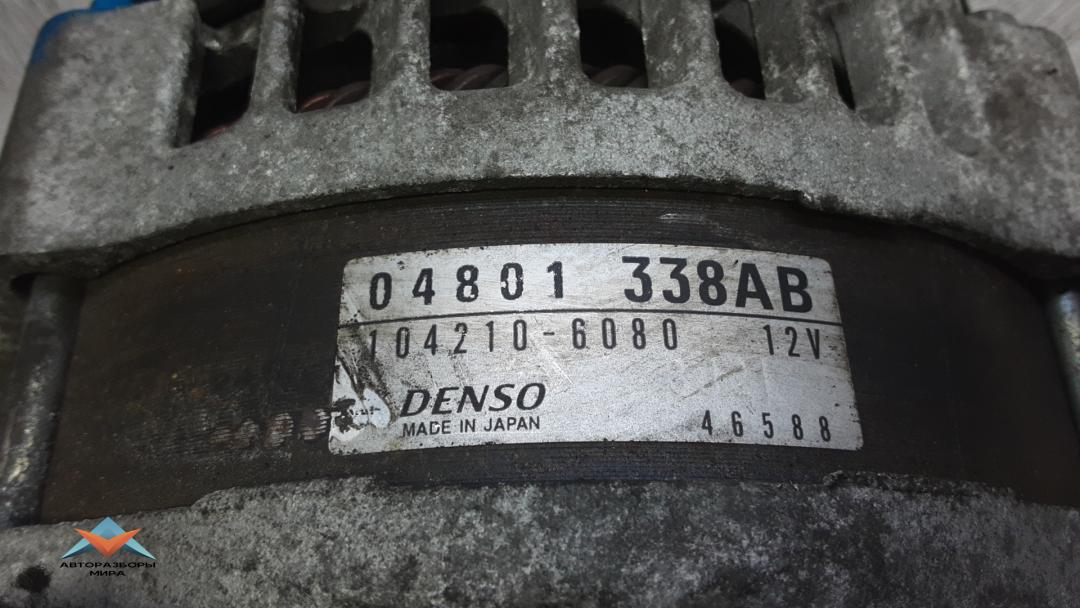 04801 338AB
104210-6080 12V
DENSO
MADE IN JAPAN
46588
АВТОРАЗБОРЫ
МИРА